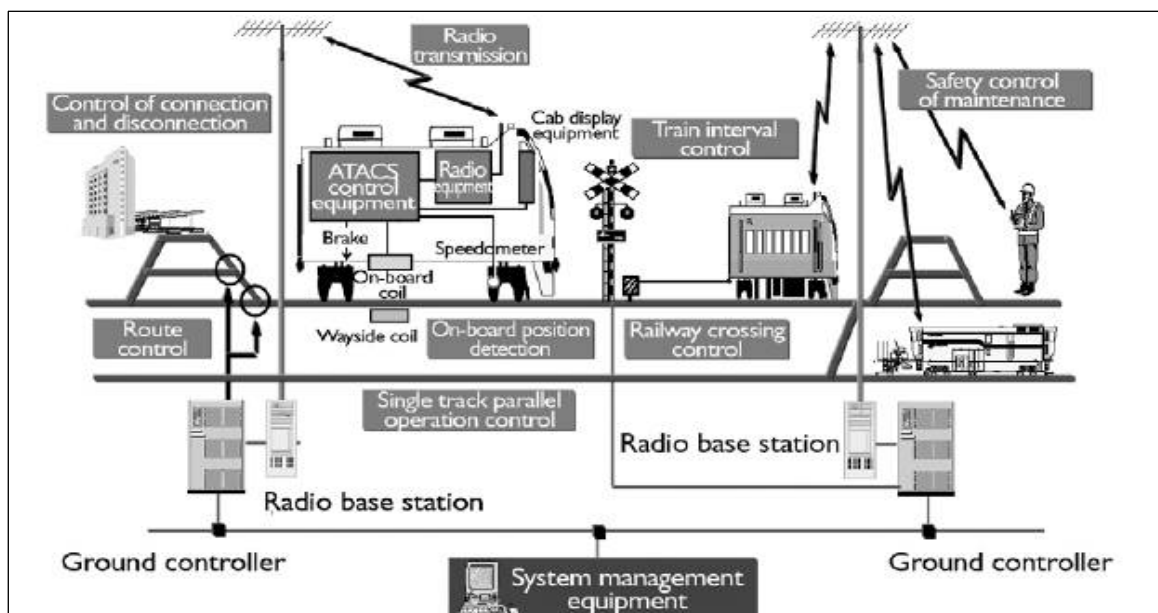 Radio
transmission
Control of connection
and disconnection
Safety control
of maintenance
Cab display
equipment
Train interval
control
ATACS
control
equipment
Radio
equipment
Brake
Speedometer
On-board
coil
Route
control
Wayside coil
On-board position
detection
Railway crossing
control
Single track parallel
operation control
Radio base station
Radio base station
Ground controller
Ground controller
System management
equipment